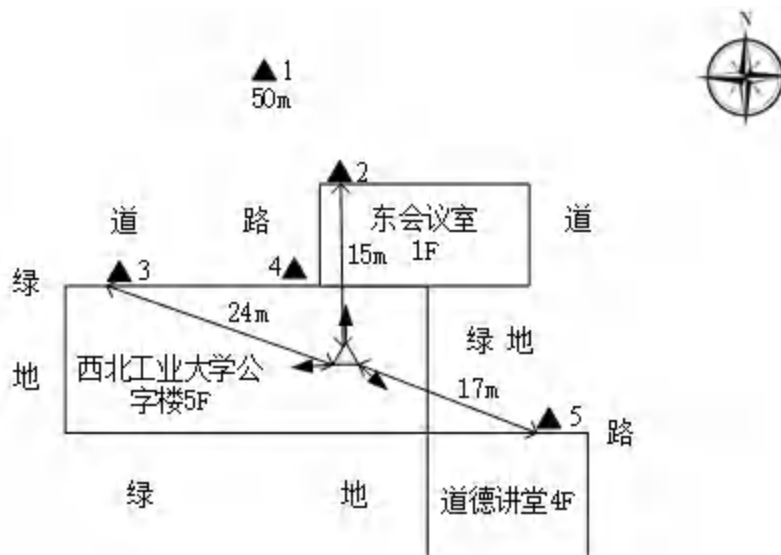 N
1
50m
2
东会议室
1F
道 路
道
15m
绿
3
4
24m
绿 地
地
西北工业大学公
字楼5F
17m
5
路
绿 地
道德讲堂4F